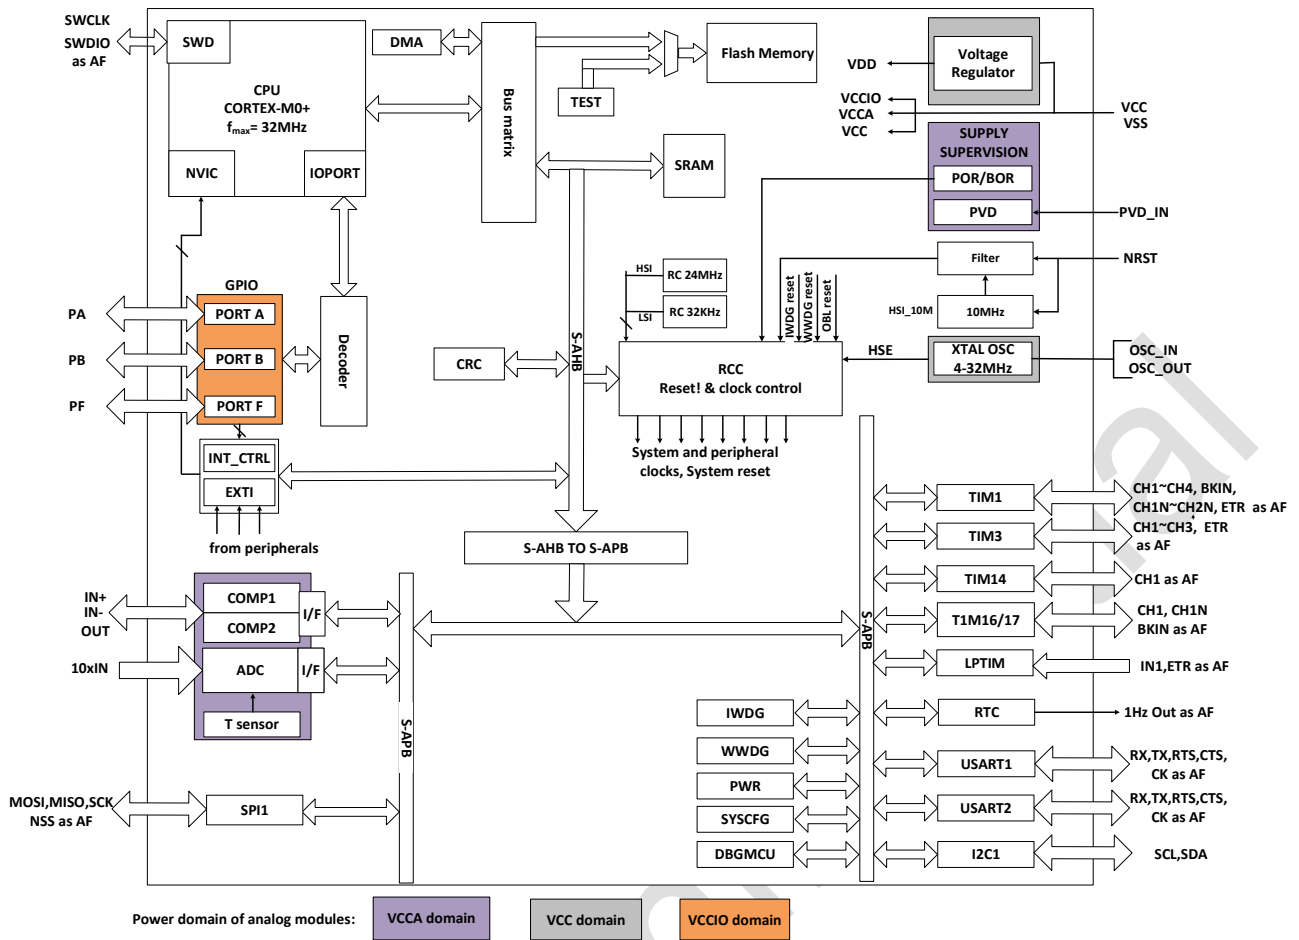 SWCLK
SWDIO
as AF
SWD
CPU
CORTEX-M0+
fmax= 32MHz
NVIC
IOPORT
DMA
Bus matrix
TEST
Flash Memory
SRAM
Voltage
Regulator
VDD
VCCIO
VCCA
VCC
VCC
VSS
SUPPLY
SUPERVISION
POR/BOR
PVD
PVD_IN
Filter
NRST
HSI_10M
10MHz
HSI
RC 24MHz
LSI
RC 32KHz
IWDG reset
WWDG reset
OBL reset
HSE
XTAL OSC
4-32MHz
OSC_IN
OSC_OUT
RCC
Reset! & clock control
System and peripheral
clocks, System reset
GPIO
PA
PORT A
PB
PORT B
PF
PORT F
Decoder
CRC
S-AHB
INT_CTRL
EXTI
from peripherals
S-AHB TO S-APB
IN+
IN-
OUT
COMP1
COMP2
I/F
10xIN
ADC
I/F
T sensor
S-APB
MOSI,MISO,SCK
NSS as AF
SPI1
S-APB
IWDG
WWDG
PWR
SYSCFG
DBGMCU
TIM1
CH1~CH4, BKIN,
CH1N~CH2N, ETR as AF
TIM3
CH1~CH3, ETR
as AF
TIM14
CH1 as AF
T1M16/17
CH1, CH1N
BKIN as AF
LPTIM
IN1,ETR as AF
RTC
1Hz Out as AF
USART1
RX,TX,RTS,CTS,
CK as AF
USART2
RX,TX,RTS,CTS,
CK as AF
I2C1
SCL,SDA
Power domain of analog modules:
VCCA domain
VCC domain
VCCIO domain